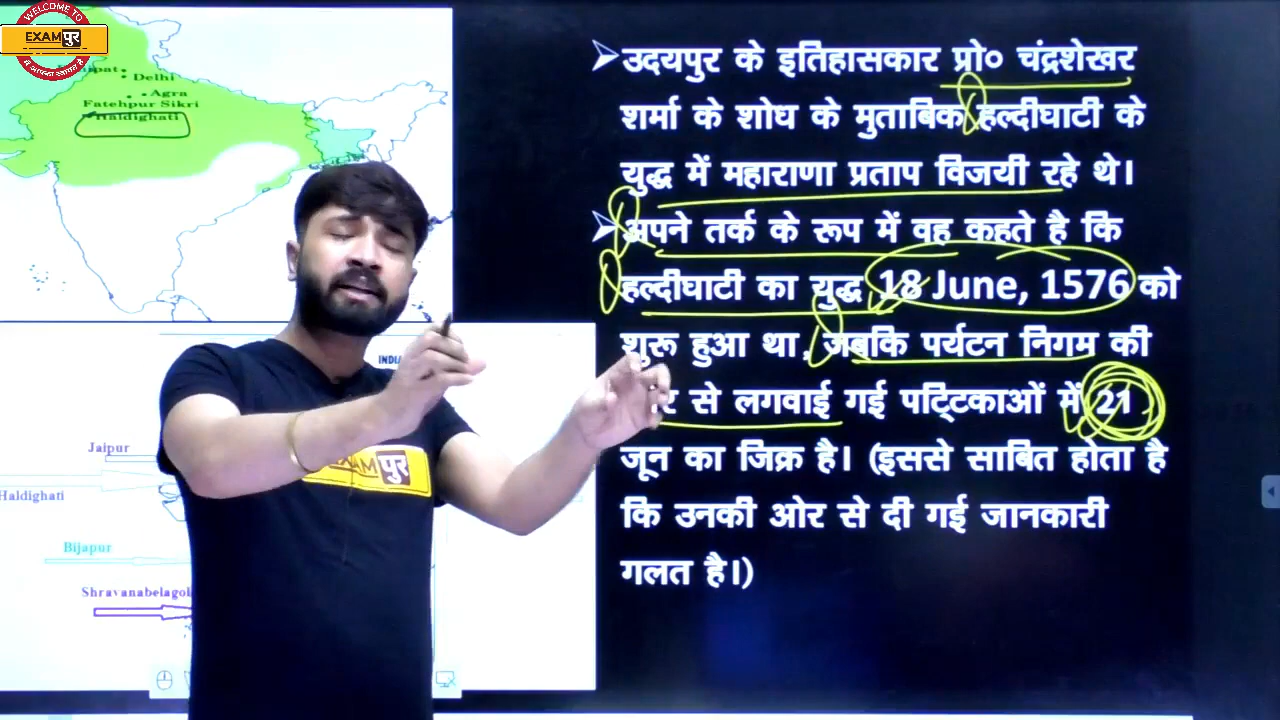 WELCOME TO
EXAMपुर
Delhi
Agra
Fatehpur Sikri
Haldighati
INDIA
Jaipur
Haldighati
Bijapur
Shravanabelagol
EXAMपुर
उदयपुर के इतिहासकार प्रो० चंद्रशेखर
शर्मा के शोध के मुताबिक हल्दीघाटी के
युद्ध में महाराणा प्रताप विजयी रहे थे।
अपने तर्क के रूप में वह कहते है कि
हल्दीघाटी का युद्ध 18 June, 1576 को
शुरू हुआ था, जबकि पर्यटन निगम की
से लगवाई गई पट्टिकाओं में 21
जून का जिक्र है। (इससे साबित होता है
कि उनकी ओर से दी गई जानकारी
गलत है।)